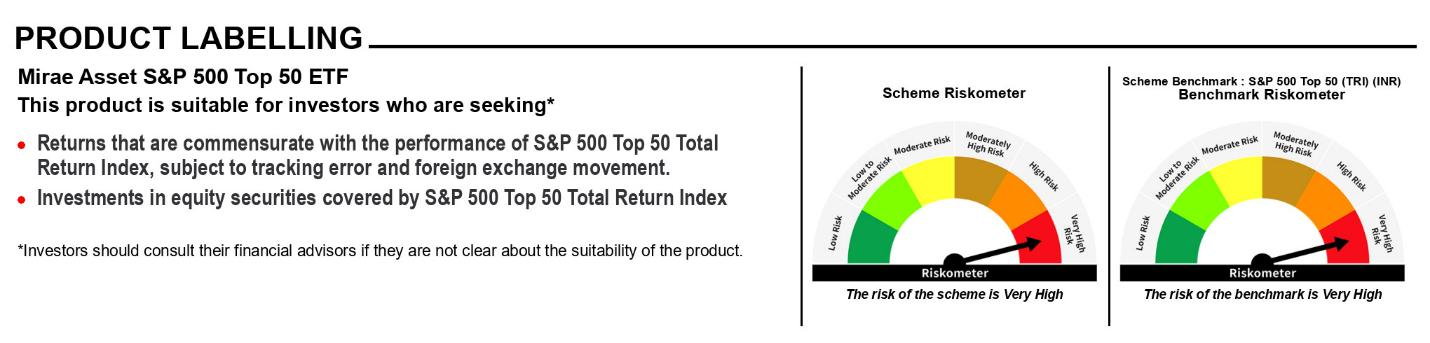 PRODUCT LABELLING
Mirae Asset S&P 500 Top 50 ETF
This product is suitable for investors who are seeking*
Returns that are commensurate with the performance of S&P 500 Top 50 Total
Return Index, subject to tracking error and foreign exchange movement.
Investments in equity securities covered by S&P 500 Top 50 Total Return Index
*Investors should consult their financial advisors if they are not clear about the suitability of the product.
Scheme Riskometer
Low Risk
Low to
Moderate Risk
Moderate Risk
Moderately
High Risk
High Risk
Very High
Risk
Riskometer
The risk of the scheme is Very High
Scheme Benchmark : S&P 500 Top 50 (TRI) (INR)
Benchmark Riskometer
Low Risk
Low to
Moderate Risk
Moderate Risk
Moderately
High Risk
High Risk
Very High
Risk
Riskometer
The risk of the benchmark is Very High